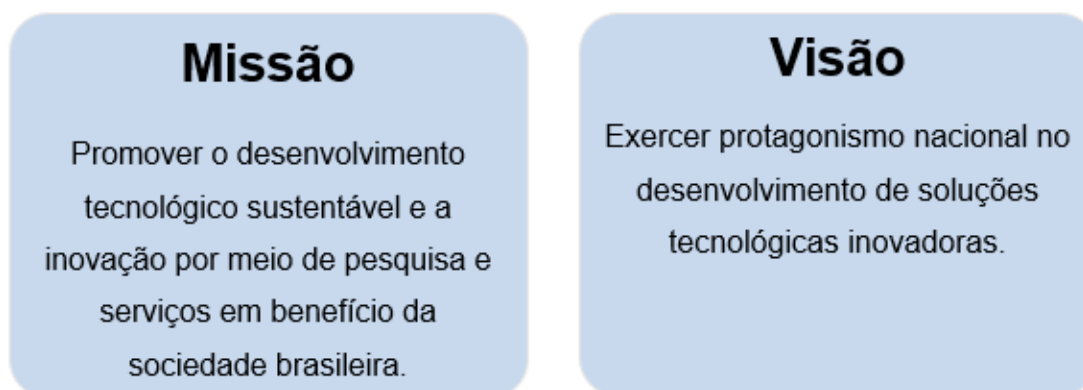 Missão
Promover o desenvolvimento
tecnológico sustentável e a
inovação por meio de pesquisa e
serviços em benefício da
sociedade brasileira.
Visão
Exercer protagonismo nacional no
desenvolvimento de soluções
tecnológicas inovadoras.